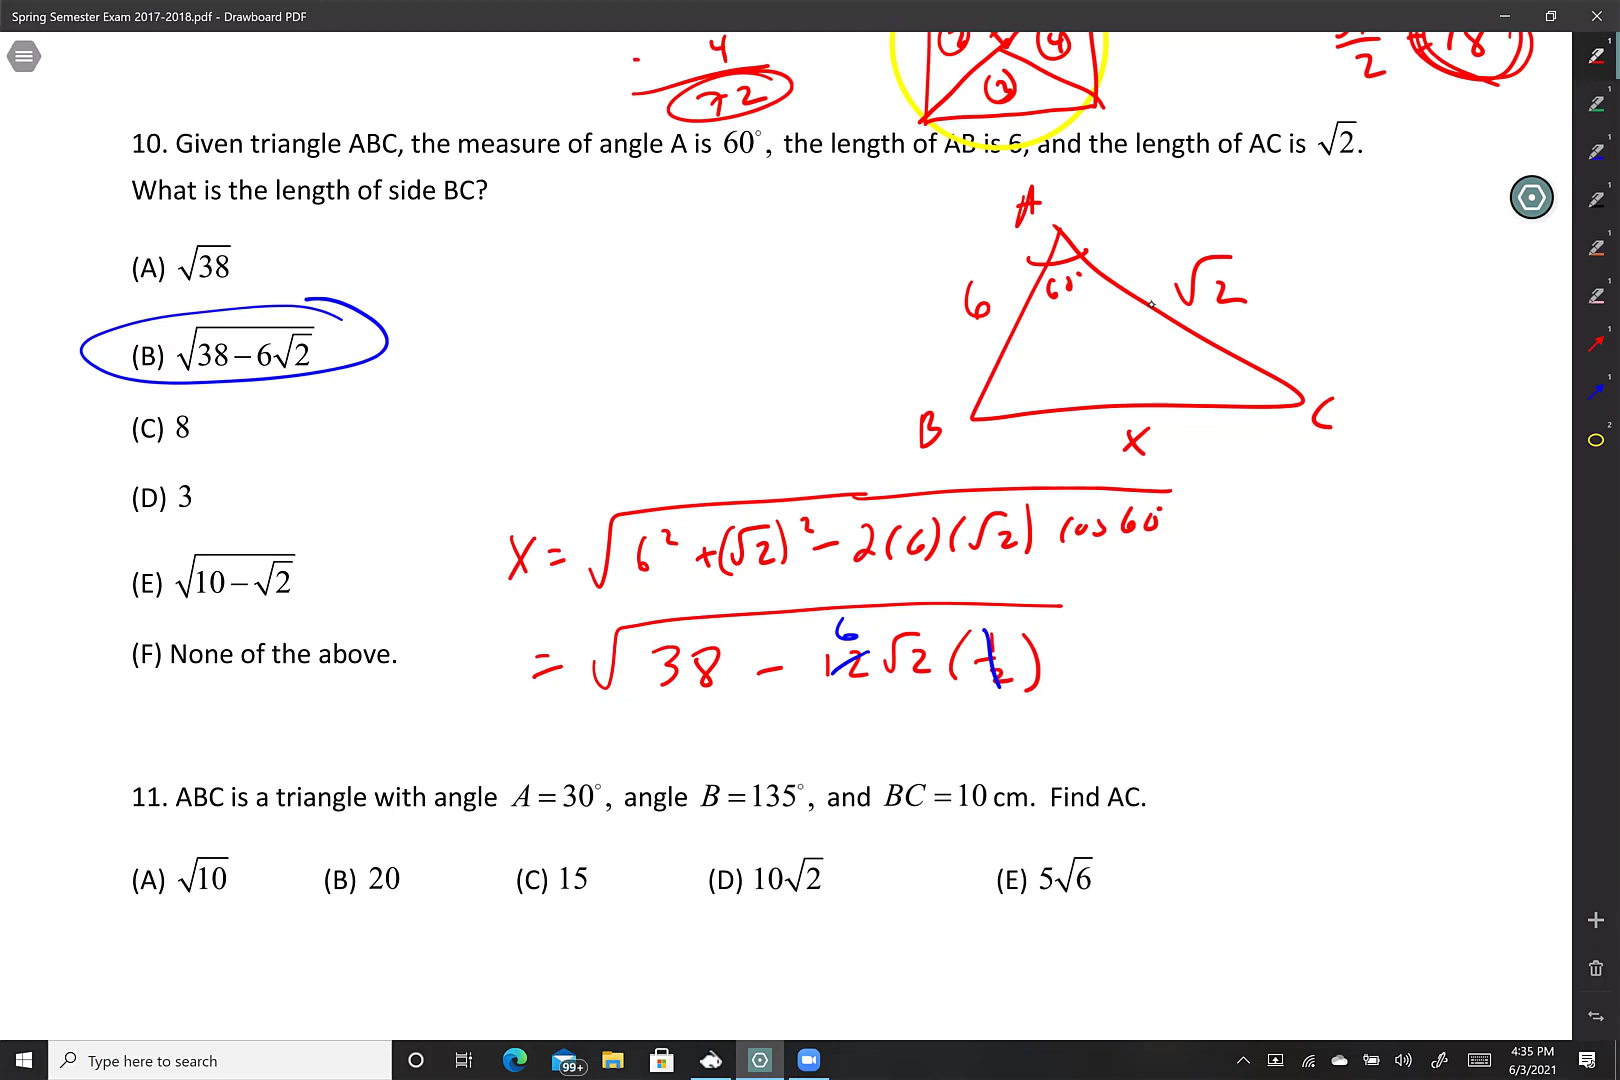 Spring Semester Exam 2017-2018.pdf - Drawboard PDF
4
72
3
4
2
18
10. Given triangle ABC, the measure of angle A is 60°, the length of AB is 6, and the length of AC is √2.
What is the length of side BC?
A
(A) √38
60°
√2
6
(B) √(38 − 6√2)
B
C
X
(C) 8
(D) 3
X = √(6² + (√2)² − 2(6)(√2) cos 60°)
(E) √(10 − √2)
6
= √(38 − 12 √2 (1/2))
(F) None of the above.
11. ABC is a triangle with angle A = 30°, angle B = 135°, and BC = 10 cm. Find AC.
(A) √10 (B) 20 (C) 15 (D) 10√2 (E) 5√6
Type here to search
99+
4:35 PM
6/3/2021